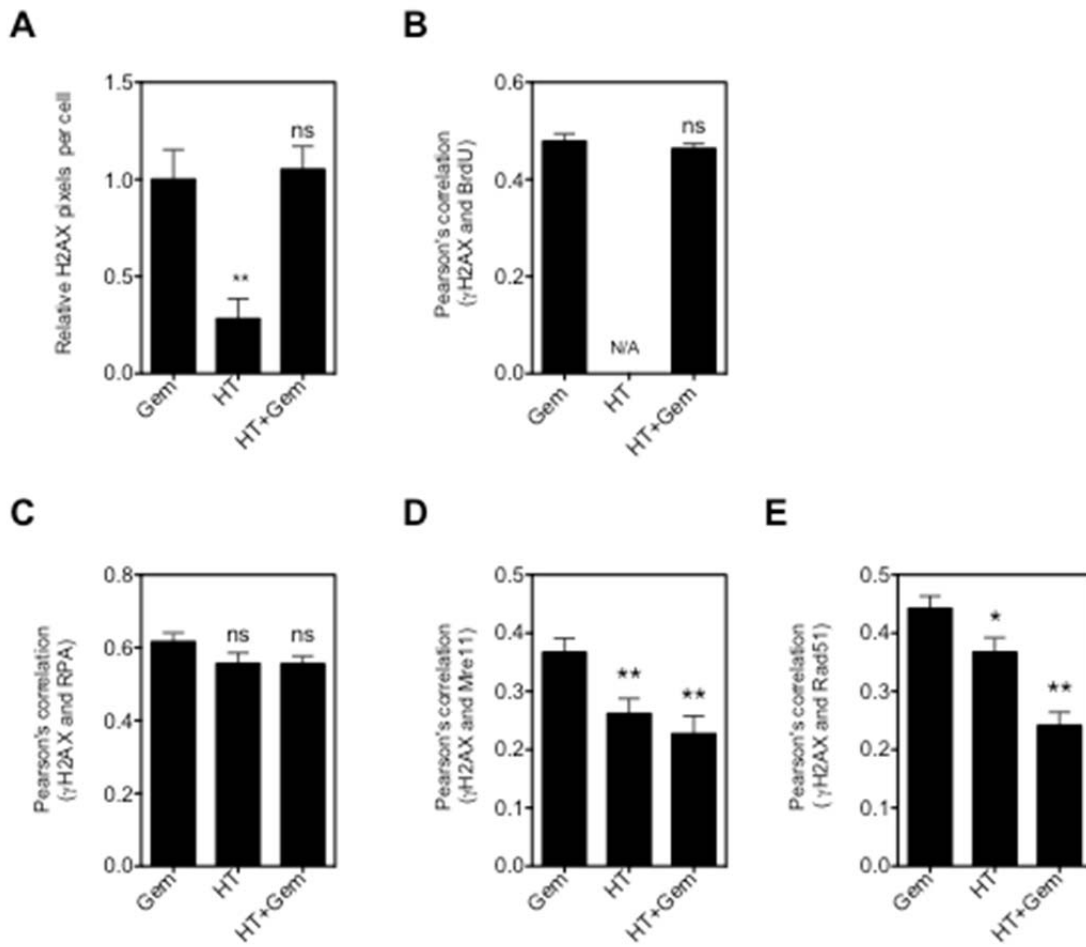 A
Relative H2AX pixels per cell
1.5
1.0
0.5
0.0
ns
**
Gem
HT
HT+Gem
B
Pearson's correlation
(γH2AX and BrdU)
0.6
0.4
0.2
0.0
ns
N/A
Gem
HT
HT+Gem
C
Pearson's correlation
(γH2AX and RPA)
0.8
0.6
0.4
0.2
0.0
ns
ns
Gem
HT
HT+Gem
D
Pearson's correlation
(γH2AX and Mre11)
0.5
0.4
0.3
0.2
0.1
0.0
**
**
Gem
HT
HT+Gem
E
Pearson's correlation
( γH2AX and Rad51)
0.5
0.4
0.3
0.2
0.1
0.0
*
**
Gem
HT
HT+Gem